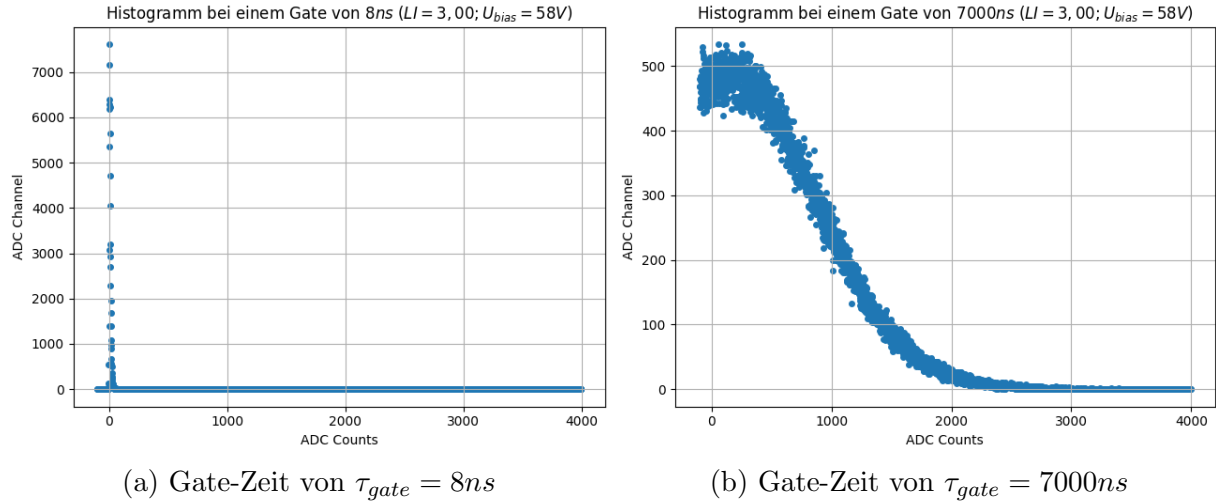 Histogramm bei einem Gate von 8ns (LI = 3, 00; U_bias = 58V)
7000
6000
5000
4000
3000
2000
1000
0
ADC Channel
0 1000 2000 3000 4000
ADC Counts
(a) Gate-Zeit von τ_gate = 8ns
Histogramm bei einem Gate von 7000ns (LI = 3, 00; U_bias = 58V)
500
400
300
200
100
0
ADC Channel
0 1000 2000 3000 4000
ADC Counts
(b) Gate-Zeit von τ_gate = 7000ns